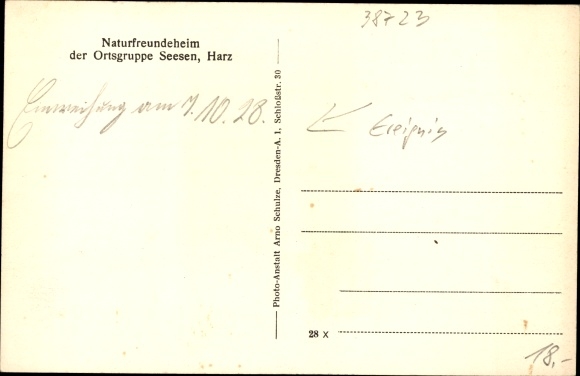 38723
Naturfreundeheim
der Ortsgruppe Seesen, Harz
Einweihung am 7.10.28.
Ereignis
Photo-Anstalt Arno Schulze, Dresden-A. 1, Schloßstr. 30
28 X
18,-